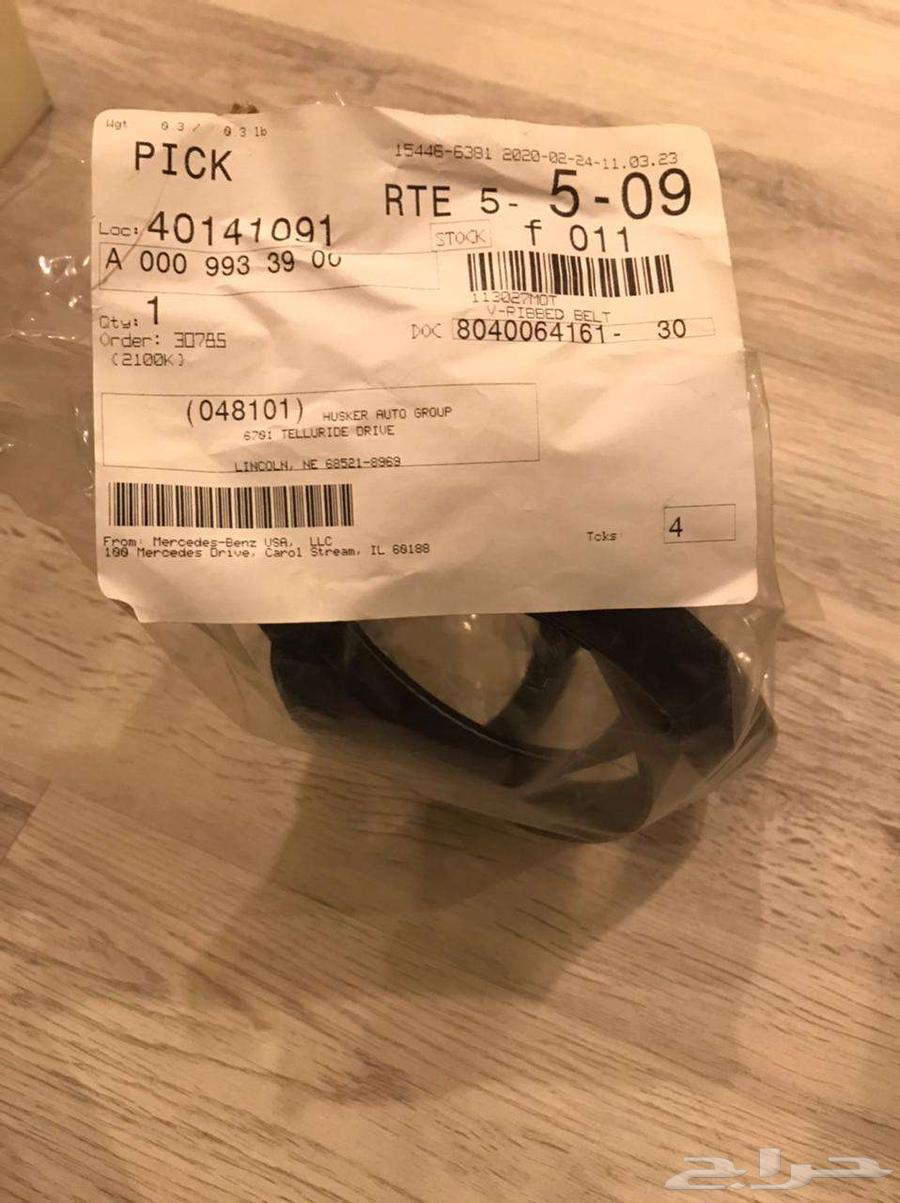 Wgt 0.3 / 0.3 lb
PICK
15446-6381 2020-02-24-11.03.23
RTE 5- 5-09
Loc: 40141091
STOCK f 011
A 000 993 39 00
113027MOT
V-RIBBED BELT
Qty: 1
DOC 8040064161- 30
Order: 30785
(2100K)
(048101) HUSKER AUTO GROUP
6701 TELLURIDE DRIVE
LINCOLN, NE 68521-8969
From: Mercedes-Benz USA, LLC
100 Mercedes Drive, Carol Stream, IL 60188
Tcks: 4
حراج